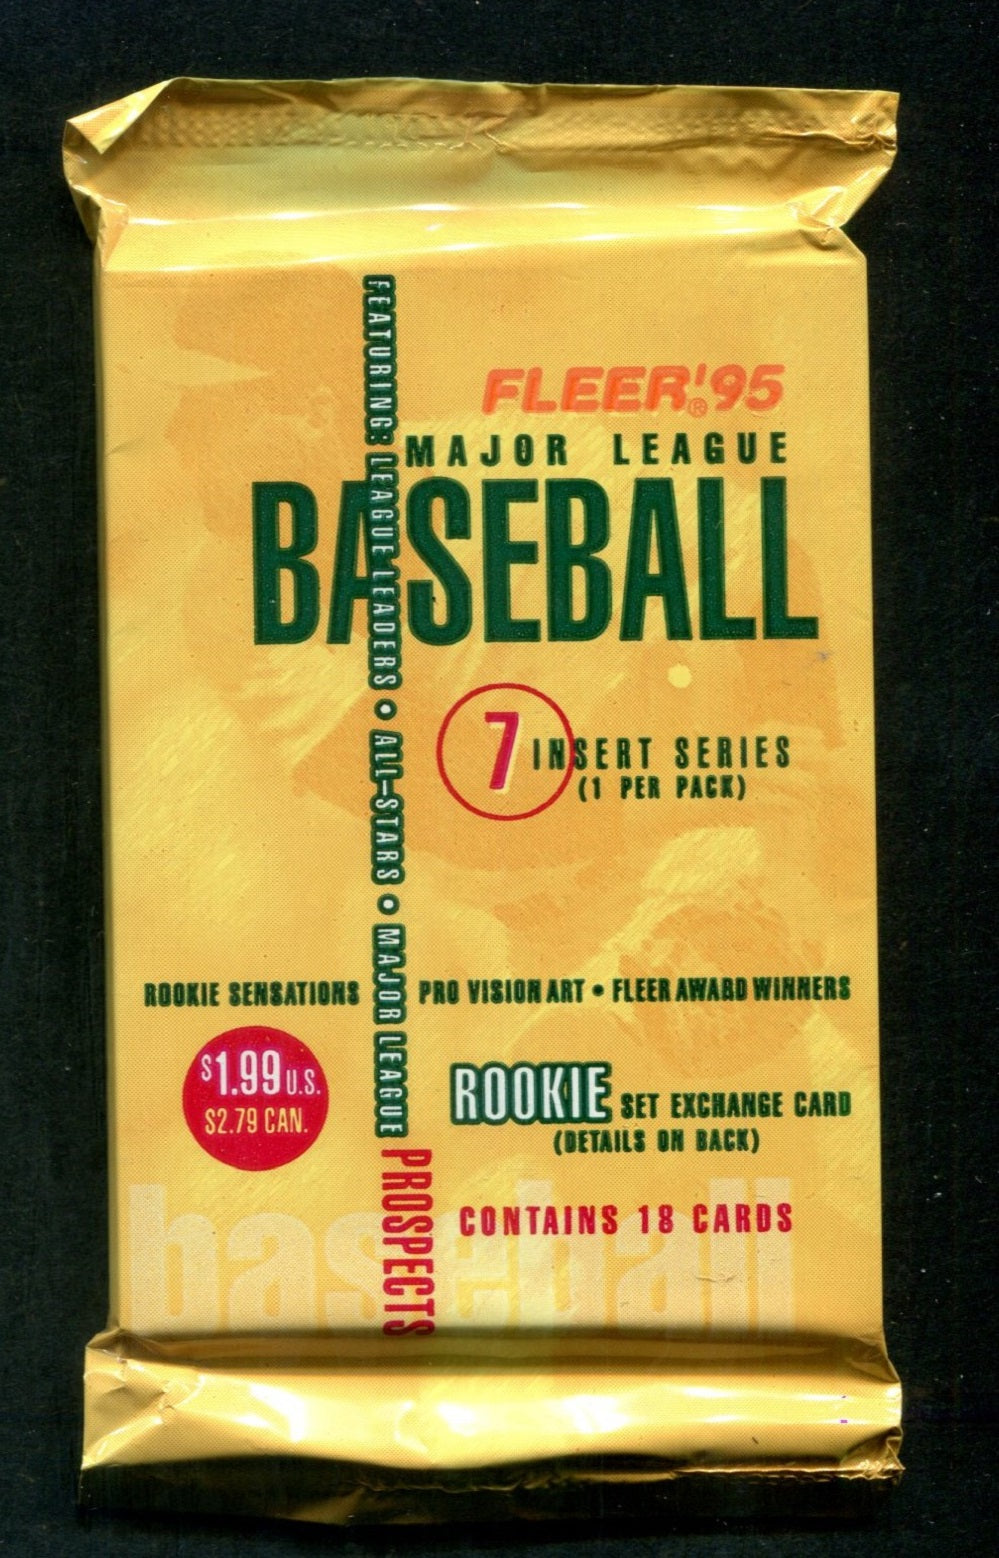 FEATURING: LEAGUE LEADERS • ALL-STARS • MAJOR LEAGUE PROSPECTS
FLEER®'95
MAJOR LEAGUE
BASEBALL
7 INSERT SERIES
(1 PER PACK)
ROOKIE SENSATIONS
PRO VISION ART • FLEER AWARD WINNERS
$1.99 U.S.
$2.79 CAN.
ROOKIE SET EXCHANGE CARD
(DETAILS ON BACK)
CONTAINS 18 CARDS
baseball